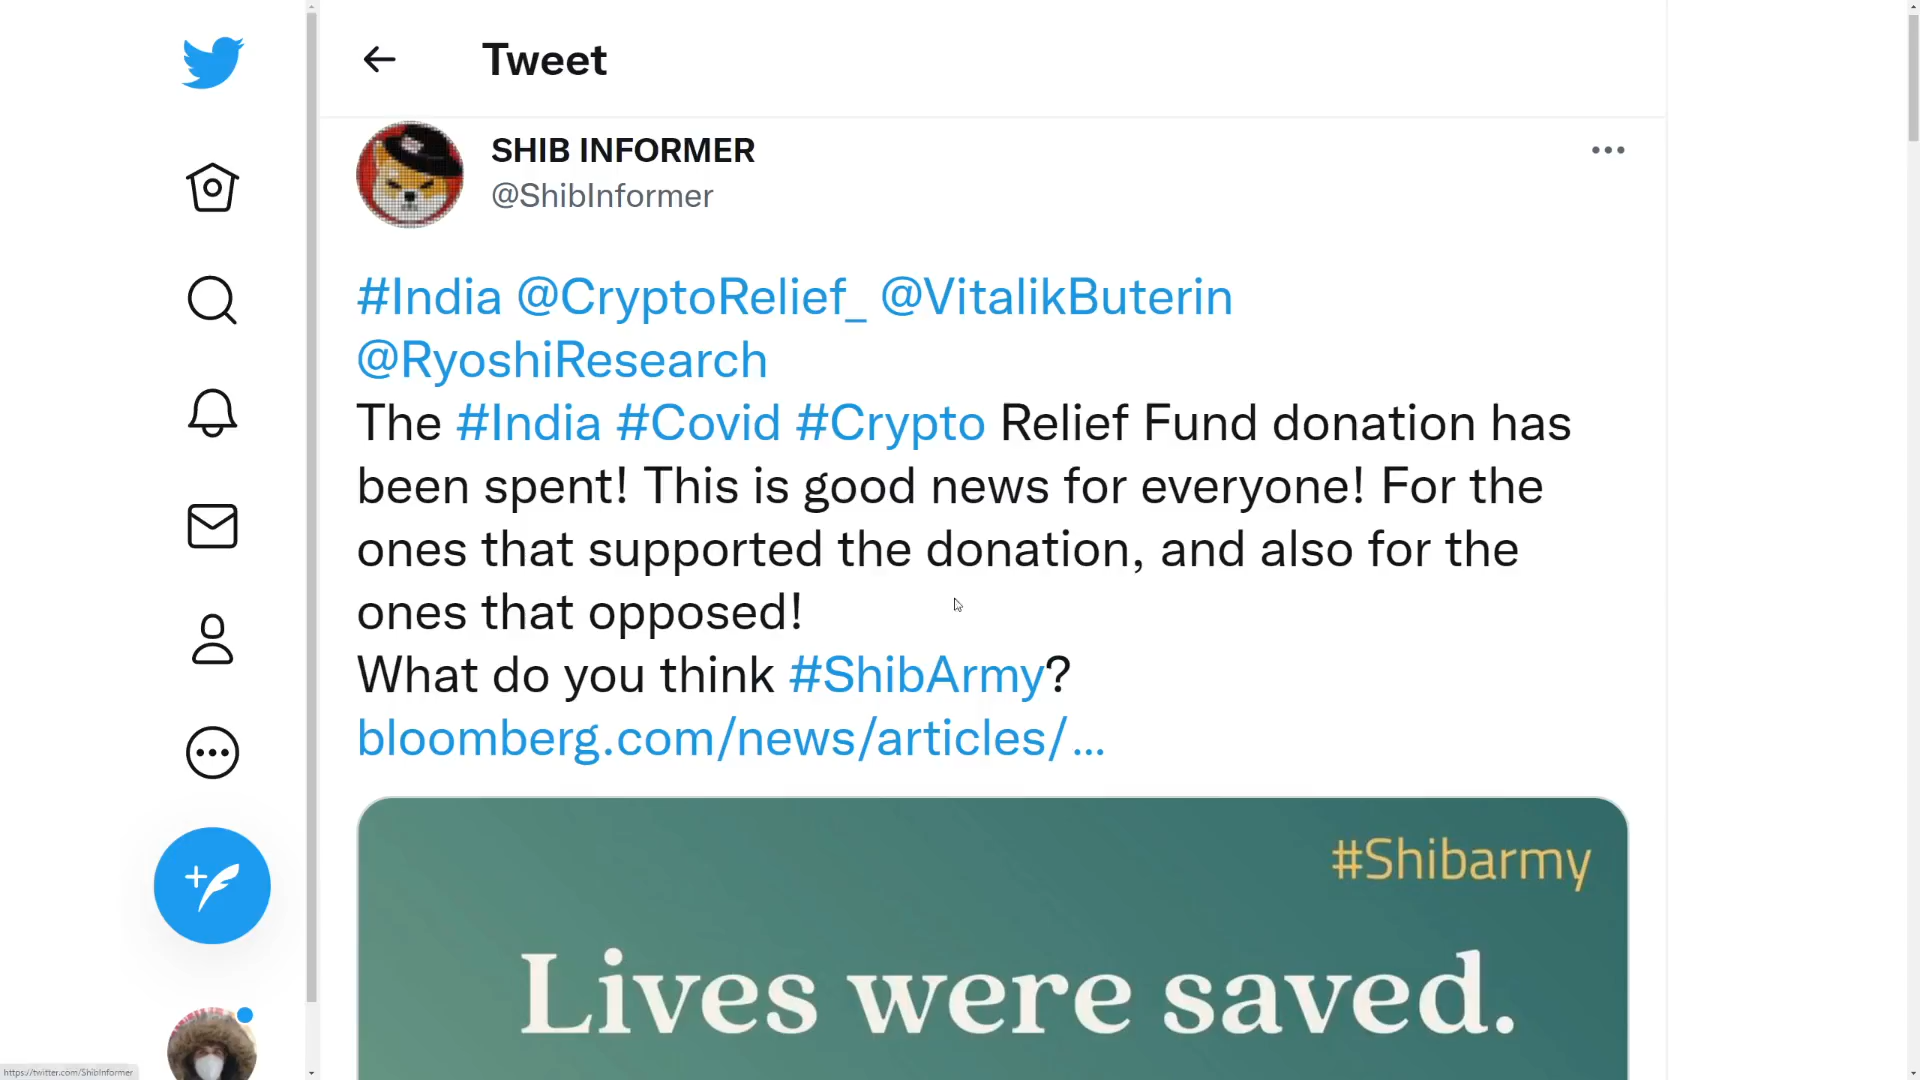 Tweet
SHIB INFORMER
@ShibInformer
#India @CryptoRelief_ @VitalikButerin
@RyoshiResearch
The #India #Covid #Crypto Relief Fund donation has
been spent! This is good news for everyone! For the
ones that supported the donation, and also for the
ones that opposed!
What do you think #ShibArmy?
bloomberg.com/news/articles/…
#Shibarmy
Lives were saved.
https://twitter.com/ShibInformer